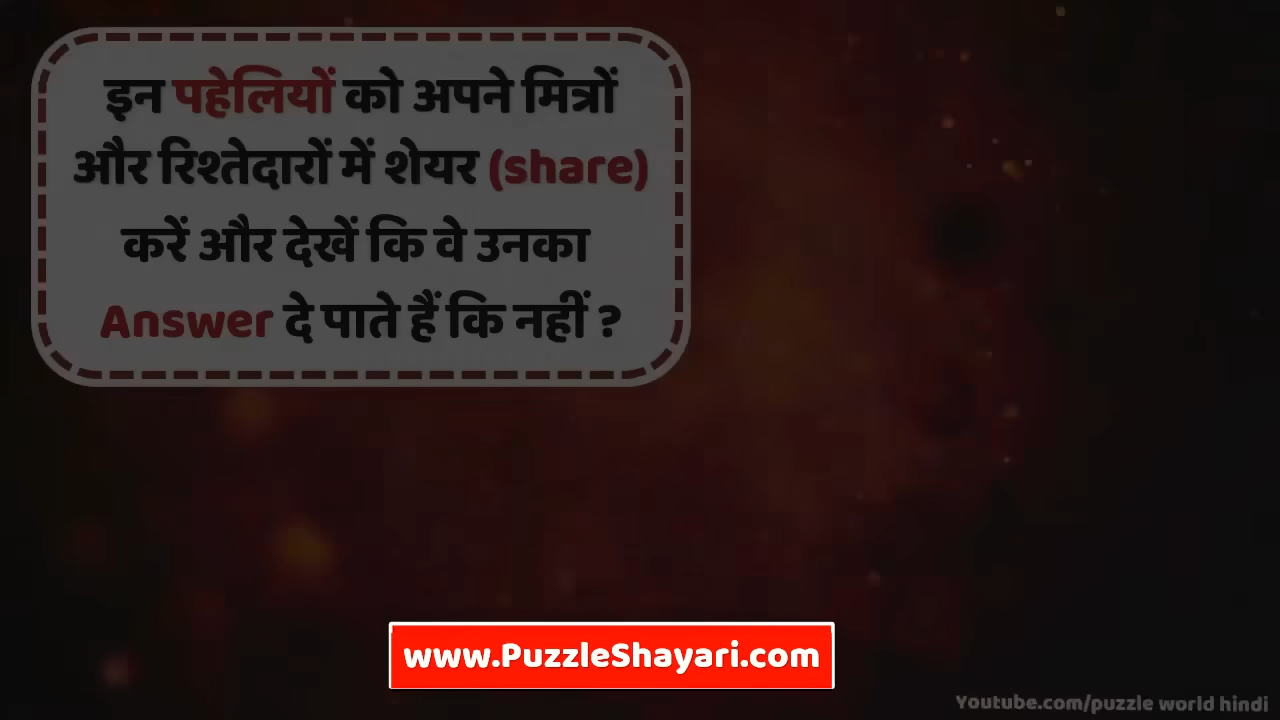 इन पहेलियों को अपने मित्रों
और रिश्तेदारों में शेयर (share)
करें और देखें कि वे उनका
Answer दे पाते हैं कि नहीं ?
www.PuzzleShayari.com
Youtube.com/puzzle world hindi